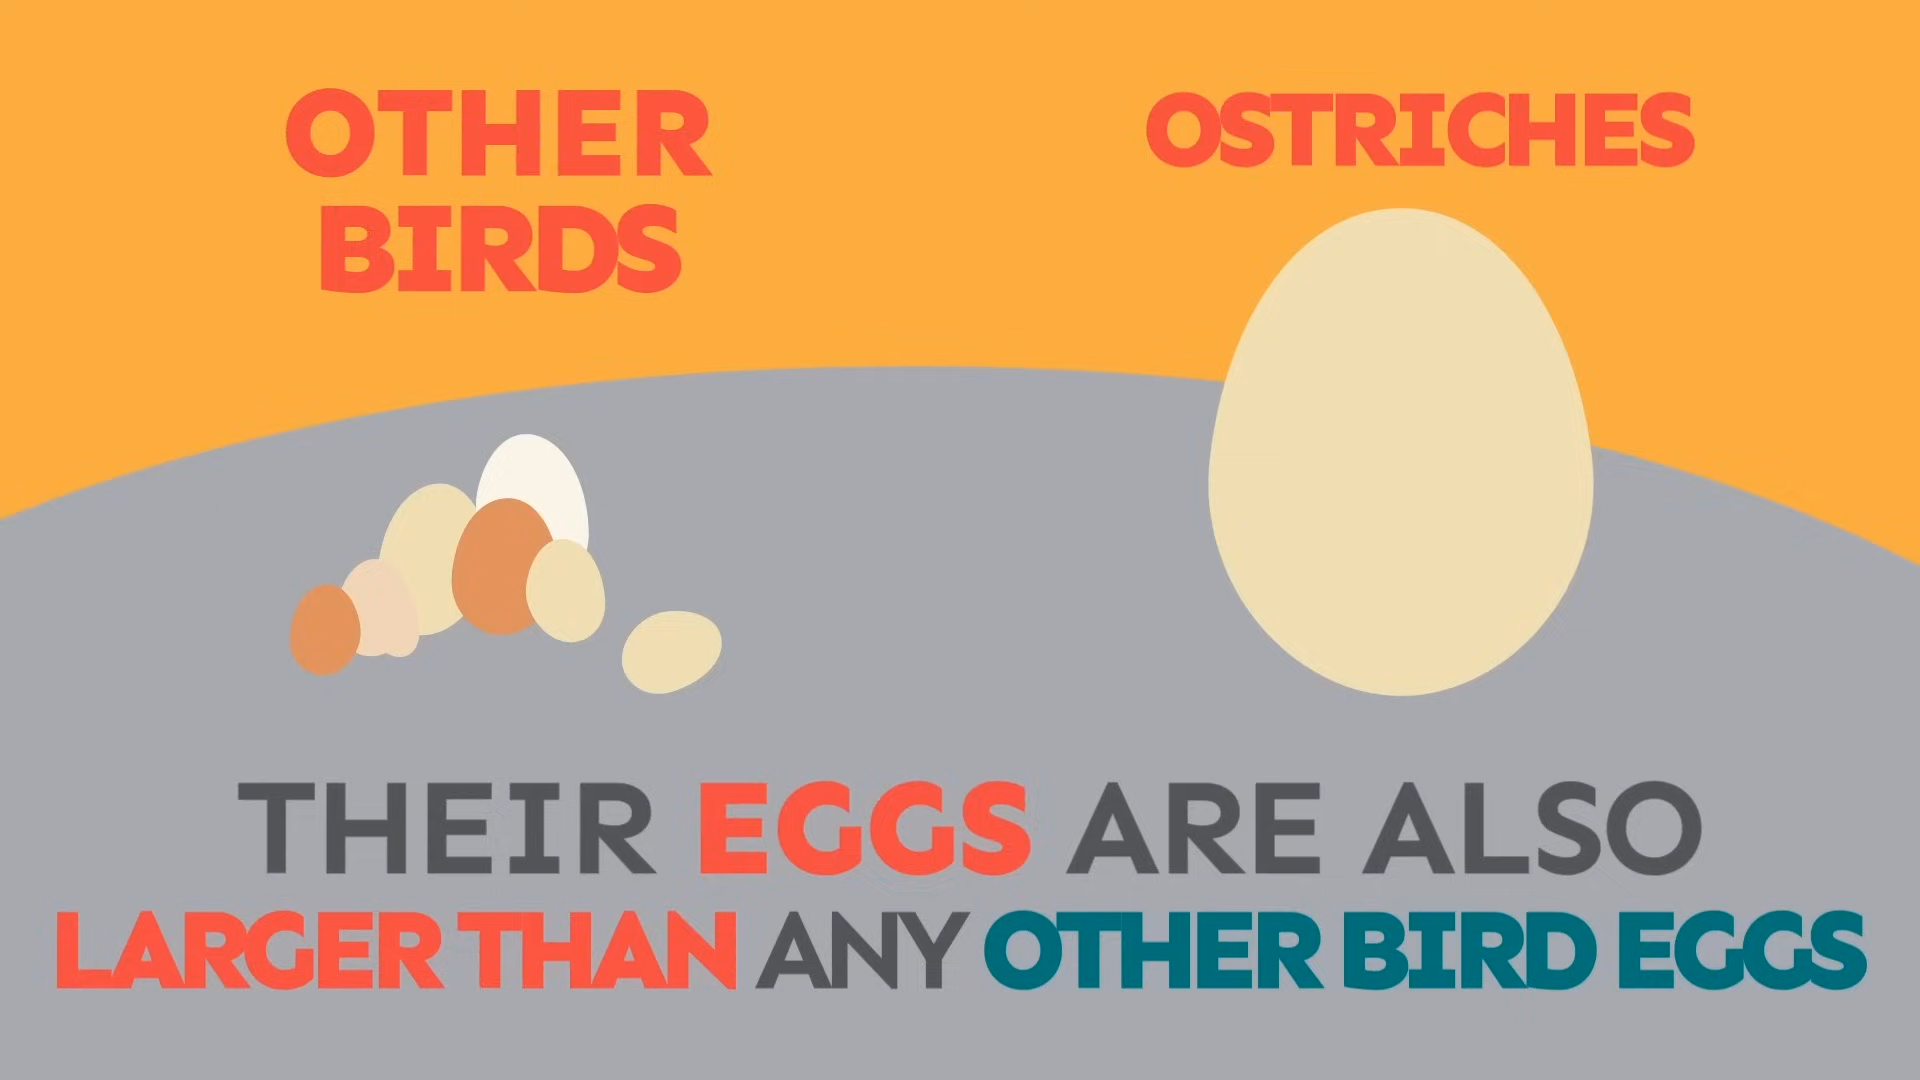 OTHER
BIRDS
OSTRICHES
THEIR EGGS ARE ALSO
LARGER THAN ANY OTHER BIRD EGGS